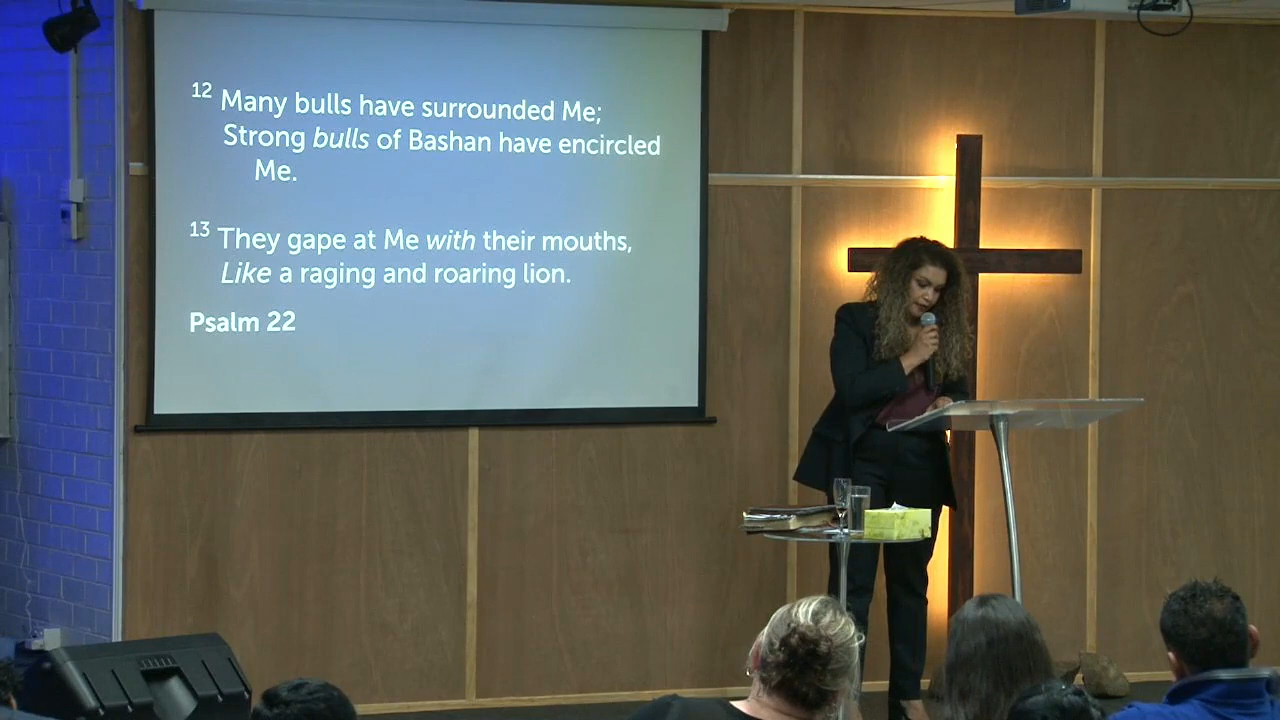 12 Many bulls have surrounded Me;
Strong bulls of Bashan have encircled
Me.
13 They gape at Me with their mouths,
Like a raging and roaring lion.
Psalm 22